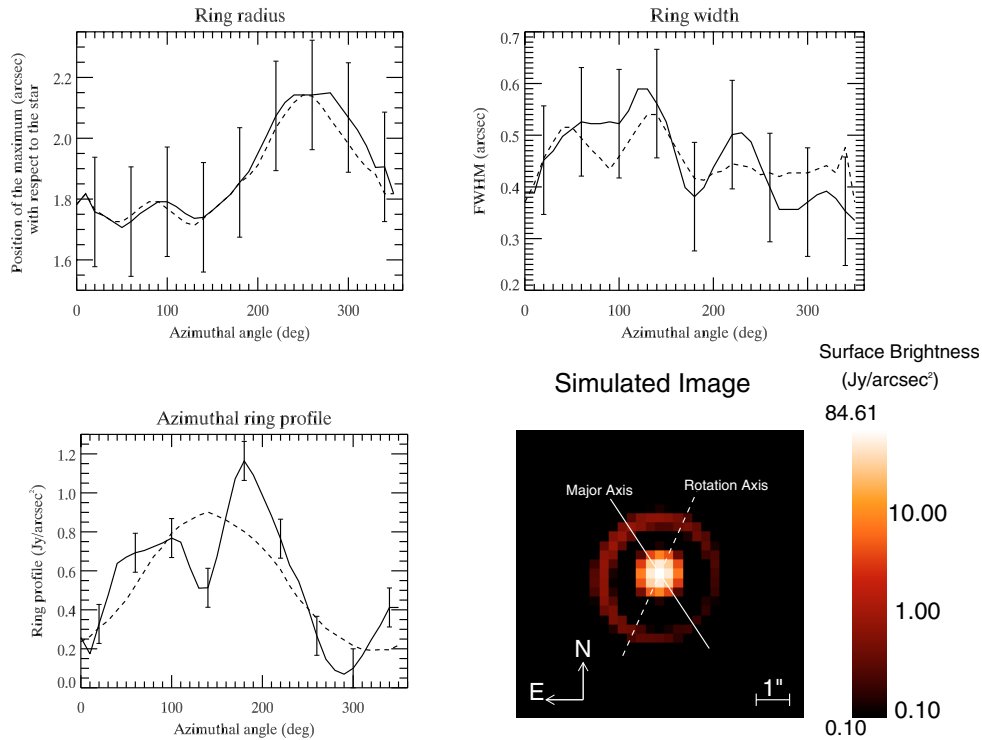 Ring radius
2.2
2.0
1.8
1.6
Position of the maximum (arcsec)
with respect to the star
0 100 200 300
Azimuthal angle (deg)
Ring width
0.7
0.6
0.5
0.4
0.3
0.2
FWHM (arcsec)
0 100 200 300
Azimuthal angle (deg)
Azimuthal ring profile
1.2
1.0
0.8
0.6
0.4
0.2
0.0
Ring profile (Jy/arcsec²)
0 100 200 300
Azimuthal angle (deg)
Simulated Image
Major Axis
Rotation Axis
N
E
1"
Surface Brightness
(Jy/arcsec²)
84.61
10.00
1.00
0.10
0.10